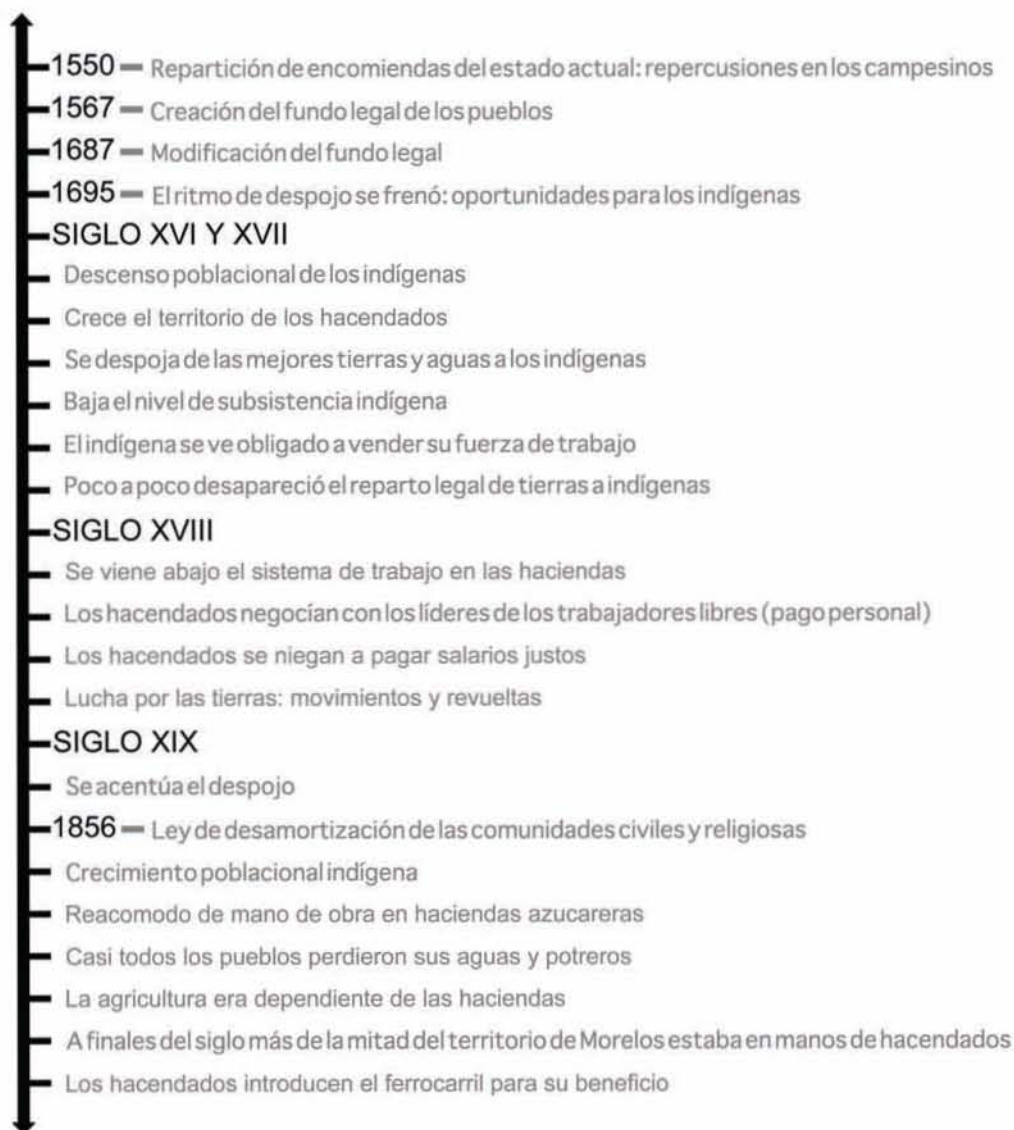 1550 — Repartición de encomiendas del estado actual: repercusiones en los campesinos
1567 — Creación del fundo legal de los pueblos
1687 — Modificación del fundo legal
1695 — El ritmo de despojo se frenó: oportunidades para los indígenas
SIGLO XVI Y XVII
Descenso poblacional de los indígenas
Crece el territorio de los hacendados
Se despoja de las mejores tierras y aguas a los indígenas
Baja el nivel de subsistencia indígena
El indígena se ve obligado a vender su fuerza de trabajo
Poco a poco desapareció el reparto legal de tierras a indígenas
SIGLO XVIII
Se viene abajo el sistema de trabajo en las haciendas
Los hacendados negocían con los líderes de los trabajadores libres (pago personal)
Los hacendados se niegan a pagar salarios justos
Lucha por las tierras: movimientos y revueltas
SIGLO XIX
Se acentúa el despojo
1856 — Ley de desamortización de las comunidades civiles y religiosas
Crecimiento poblacional indígena
Reacomodo de mano de obra en haciendas azucareras
Casi todos los pueblos perdieron sus aguas y potreros
La agricultura era dependiente de las haciendas
A finales del siglo más de la mitad del territorio de Morelos estaba en manos de hacendados
Los hacendados introducen el ferrocarril para su beneficio